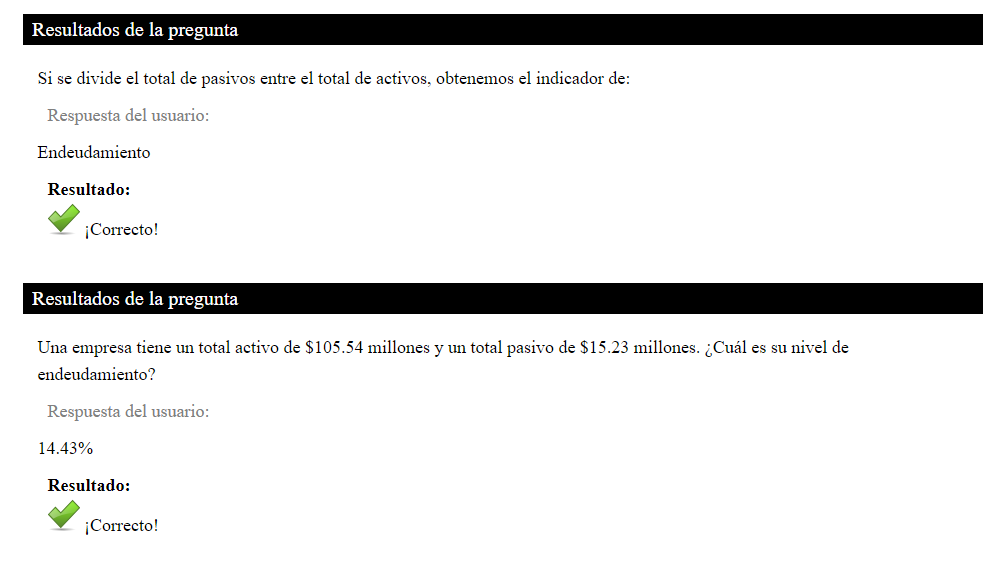 Resultados de la pregunta
Si se divide el total de pasivos entre el total de activos, obtenemos el indicador de:
Respuesta del usuario:
Endeudamiento
Resultado:
¡Correcto!
Resultados de la pregunta
Una empresa tiene un total activo de $105.54 millones y un total pasivo de $15.23 millones. ¿Cuál es su nivel de
endeudamiento?
Respuesta del usuario:
14.43%
Resultado:
¡Correcto!